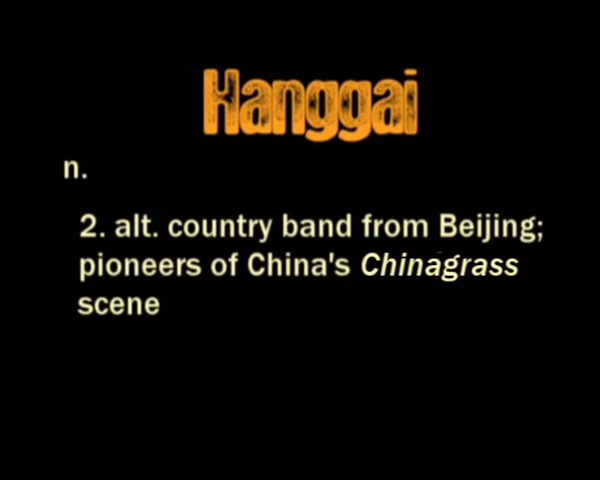 Hanggai
n.
2. alt. country band from Beijing;
pioneers of China's Chinagrass
scene